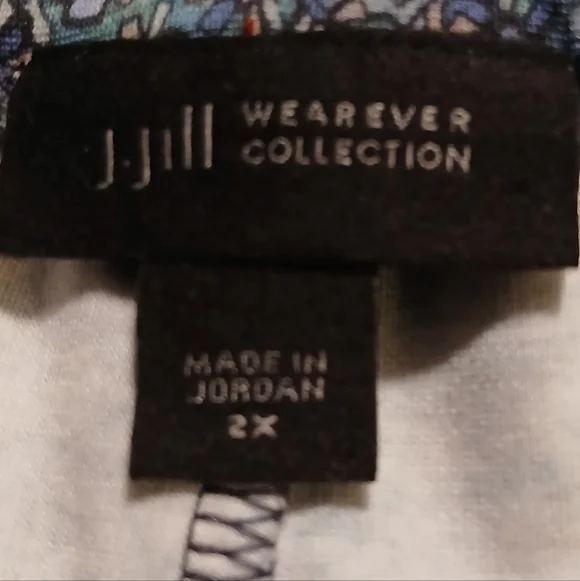 J.Jill
WEAREVER
COLLECTION
MADE IN
JORDAN
2X